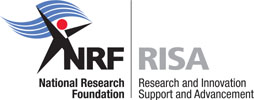 NRF
National Research
Foundation
RISA
Research and Innovation
Support and Advancement